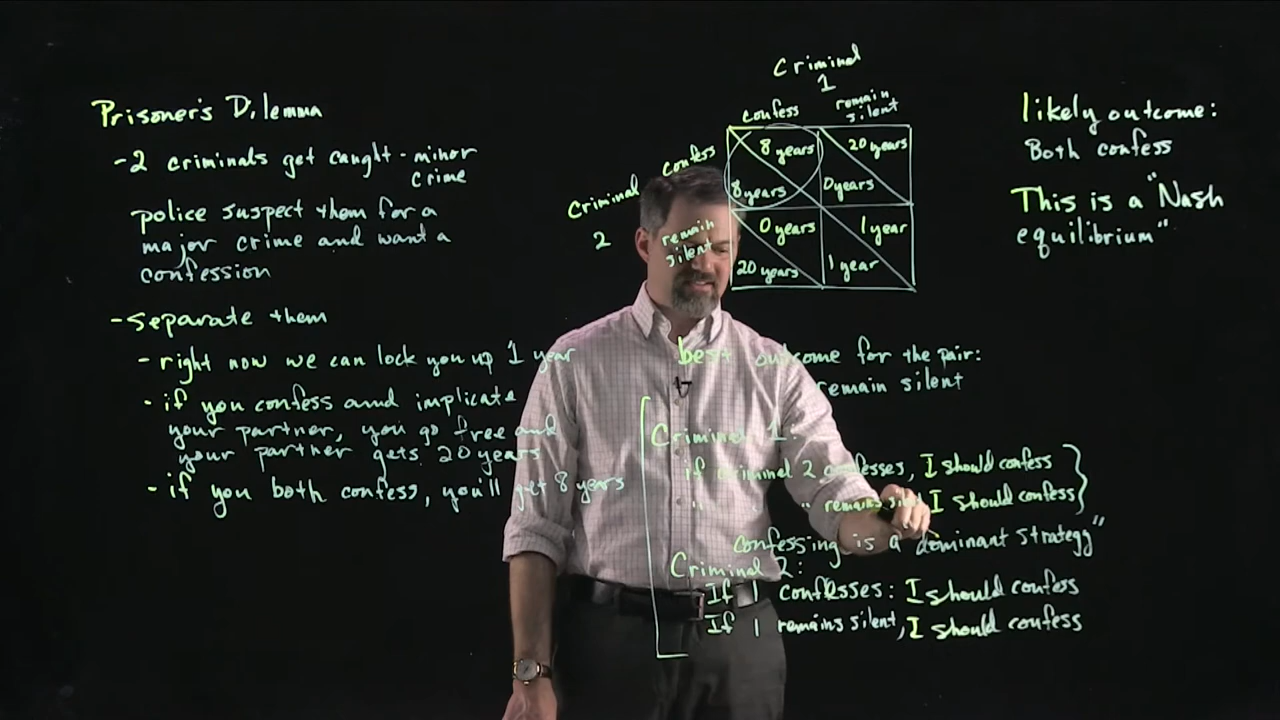 Prisoner's Dilemma
- 2 criminals get caught - minor
crime
police suspect them for a
major crime and want a
confession
- separate them
- right now we can lock you up 1 year
- if you confess and implicate
your partner, you go free and
your partner gets 20 years
- if you both confess, you'll get 8 years
Criminal
1
confess
remain
silent
Criminal
2
confess
remain
silent
8 years
8 years
20 years
0 years
0 years
20 years
1 year
1 year
likely outcome:
Both confess
This is a "Nash
equilibrium"
best outcome for the pair:
remain silent
Criminal 1:
if criminal 2 confesses, I should confess
" " " remains silent I should confess
confessing is a dominant strategy"
Criminal 2:
If 1 confesses: I should confess
If 1 remains silent, I should confess